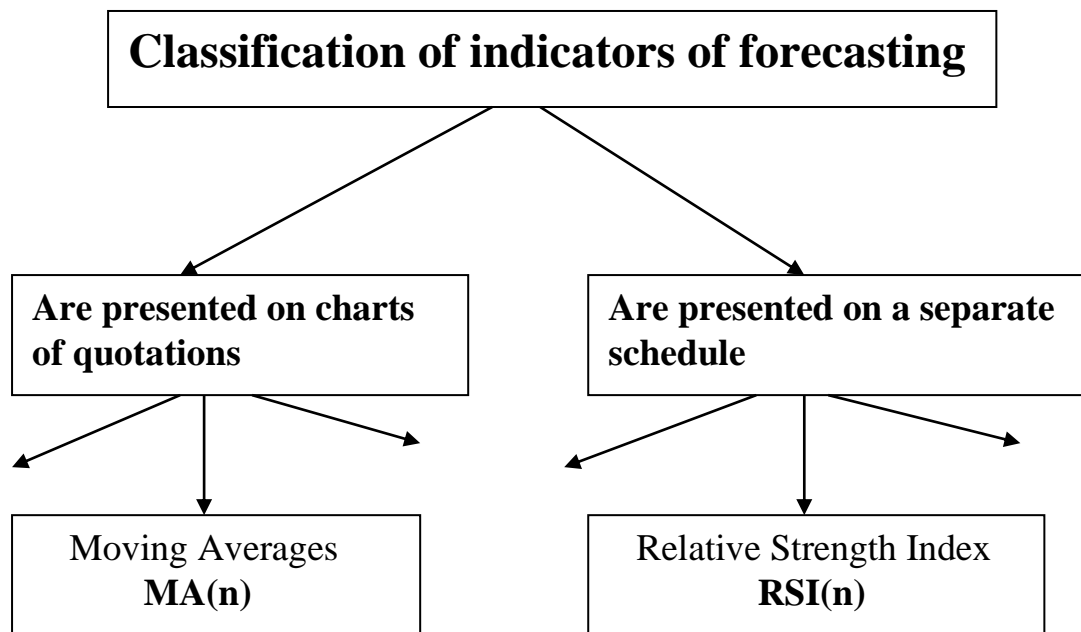 Classification of indicators of forecasting
Are presented on charts
of quotations
Are presented on a separate
schedule
Moving Averages
MA(n)
Relative Strength Index
RSI(n)